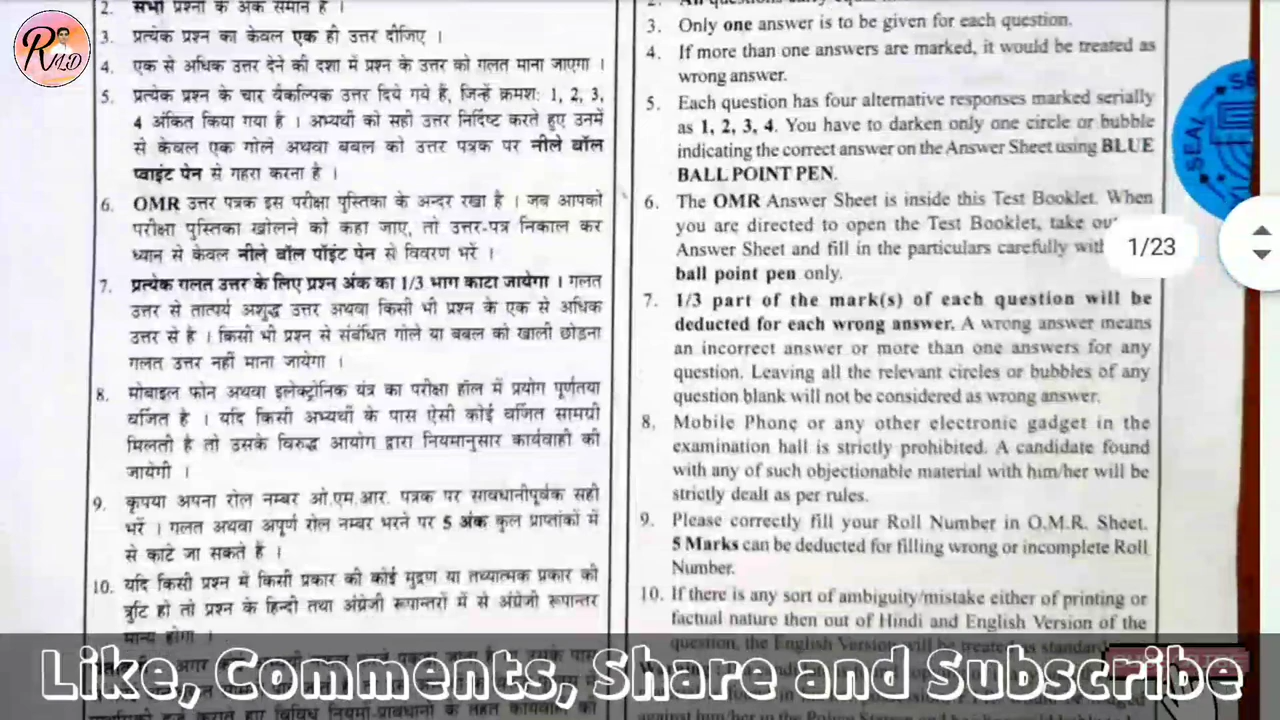 R
M.D
2. सभी प्रश्नों के अंक समान हैं ।
3. प्रत्येक प्रश्न का केवल एक ही उत्तर दीजिए ।
4. एक से अधिक उत्तर देने की दशा में प्रश्न के उत्तर को गलत माना जाएगा ।
5. प्रत्येक प्रश्न के चार वैकल्पिक उत्तर दिये गये हैं, जिन्हें क्रमशः 1, 2, 3,
4 अंकित किया गया है । अभ्यर्थी को सही उत्तर निर्दिष्ट करते हुए उनमें
से केवल एक गोले अथवा बबल को उत्तर पत्रक पर नीले बॉल
प्वाइंट पेन से गहरा करना है ।
6. OMR उत्तर पत्रक इस परीक्षा पुस्तिका के अन्दर रखा है । जब आपको
परीक्षा पुस्तिका खोलने को कहा जाए, तो उत्तर-पत्र निकाल कर
ध्यान से केवल नीले बॉल पॉइंट पेन से विवरण भरें ।
7. प्रत्येक गलत उत्तर के लिए प्रश्न अंक का 1/3 भाग काटा जायेगा । गलत
उत्तर से तात्पर्य अशुद्ध उत्तर अथवा किसी भी प्रश्न के एक से अधिक
उत्तर से है । किसी भी प्रश्न से संबंधित गोले या बबल को खाली छोड़ना
गलत उत्तर नहीं माना जायेगा ।
8. मोबाइल फोन अथवा इलेक्ट्रोनिक यंत्र का परीक्षा हॉल में प्रयोग पूर्णतया
वर्जित है । यदि किसी अभ्यर्थी के पास ऐसी कोई वर्जित सामग्री
मिलती है तो उसके विरुद्ध आयोग द्वारा नियमानुसार कार्यवाही की
जायेगी ।
9. कृपया अपना रोल नम्बर ओ.एम.आर. पत्रक पर सावधानीपूर्वक सही
भरें । गलत अथवा अपूर्ण रोल नम्बर भरने पर 5 अंक कुल प्राप्तांकों में
से काटे जा सकते हैं ।
10. यदि किसी प्रश्न में किसी प्रकार की कोई मुद्रण या तथ्यात्मक प्रकार की
त्रुटि हो तो प्रश्न के हिन्दी तथा अंग्रेजी रूपान्तरों में से अंग्रेजी रूपान्तर
मान्य होगा ।
3. Only one answer is to be given for each question.
4. If more than one answers are marked, it would be treated as
wrong answer.
5. Each question has four alternative responses marked serially
as 1, 2, 3, 4. You have to darken only one circle or bubble
indicating the correct answer on the Answer Sheet using BLUE
BALL POINT PEN.
6. The OMR Answer Sheet is inside this Test Booklet. When
you are directed to open the Test Booklet, take out
Answer Sheet and fill in the particulars carefully with
ball point pen only.
7. 1/3 part of the mark(s) of each question will be
deducted for each wrong answer. A wrong answer means
an incorrect answer or more than one answers for any
question. Leaving all the relevant circles or bubbles of any
question blank will not be considered as wrong answer.
8. Mobile Phone or any other electronic gadget in the
examination hall is strictly prohibited. A candidate found
with any of such objectionable material with him/her will be
strictly dealt as per rules.
9. Please correctly fill your Roll Number in O.M.R. Sheet.
5 Marks can be deducted for filling wrong or incomplete Roll
Number.
10. If there is any sort of ambiguity/mistake either of printing or
factual nature then out of Hindi and English Version of the
question, the English Version will be treated as standard.
SEAL
1/23
Like, Comments, Share and Subscribe